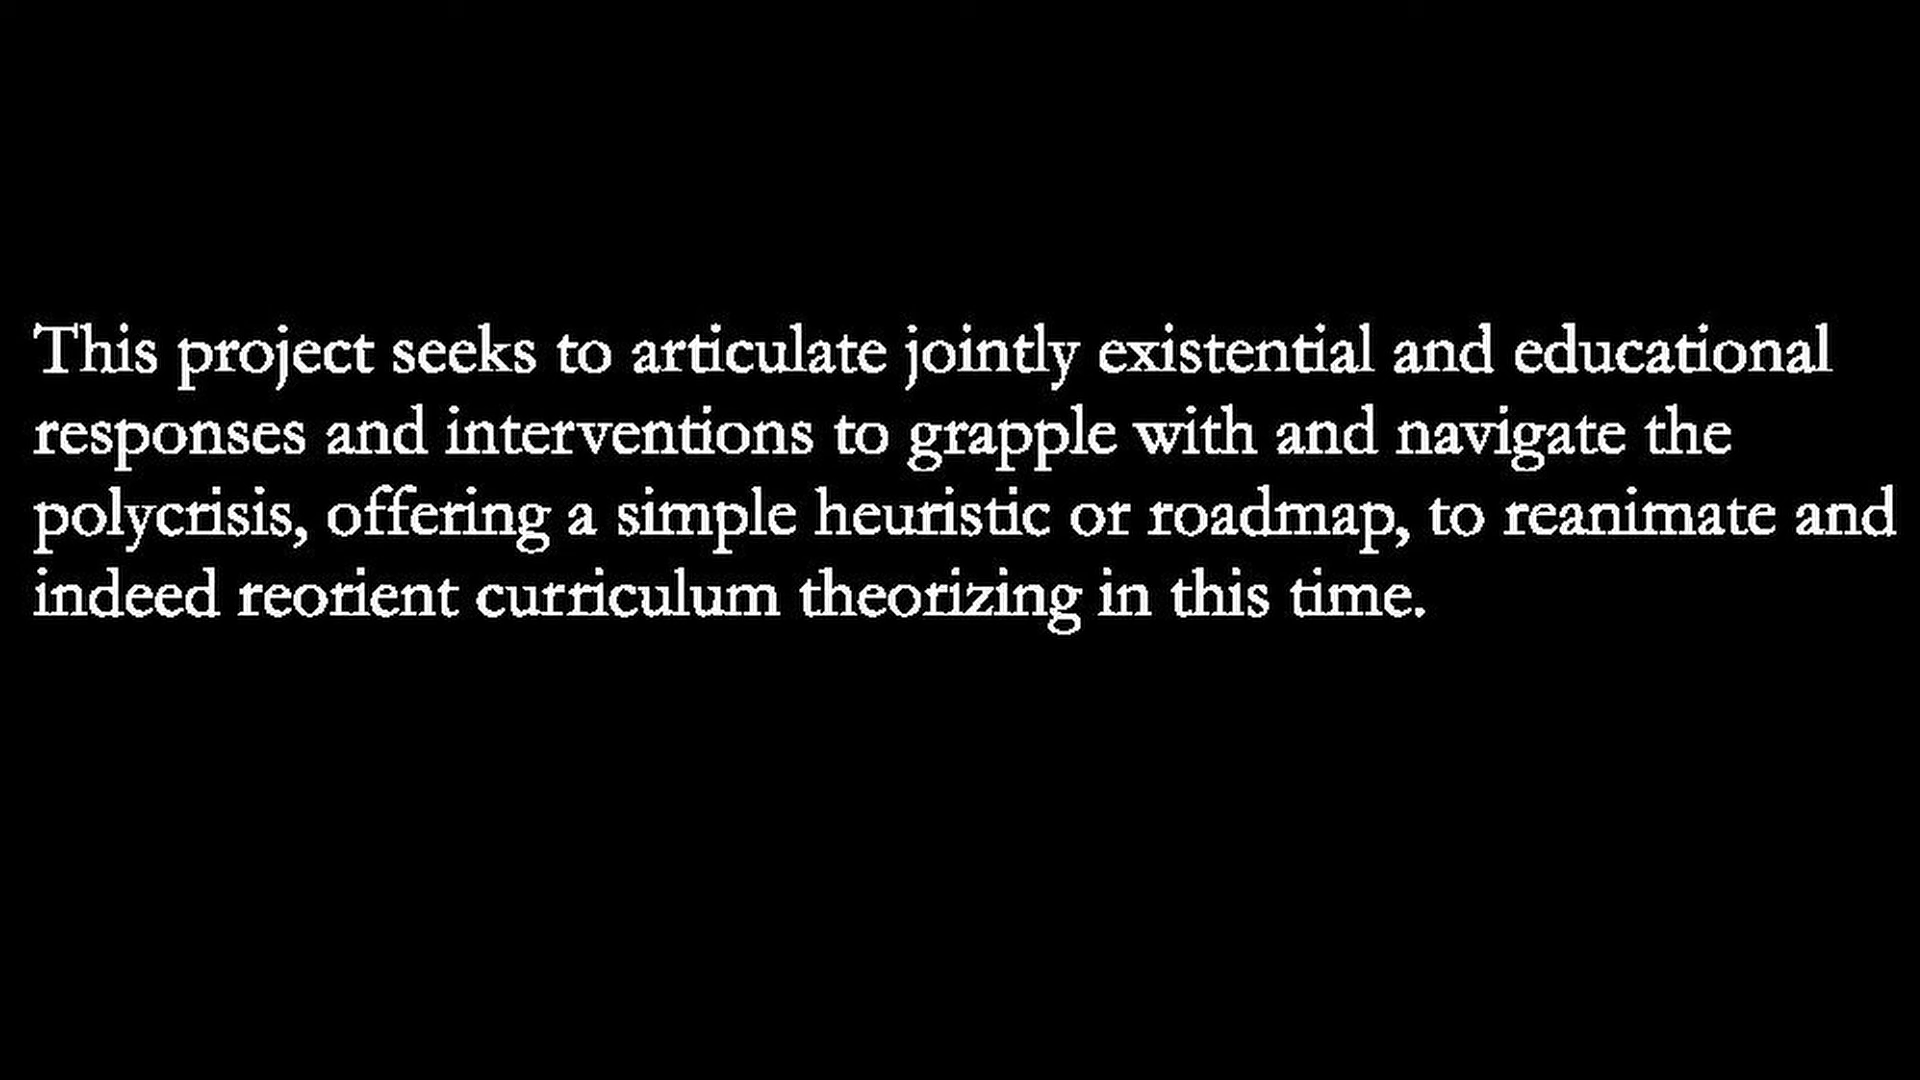 This project seeks to articulate jointly existential and educational
responses and interventions to grapple with and navigate the
polycrisis, offering a simple heuristic or roadmap, to reanimate and
indeed reorient curriculum theorizing in this time.